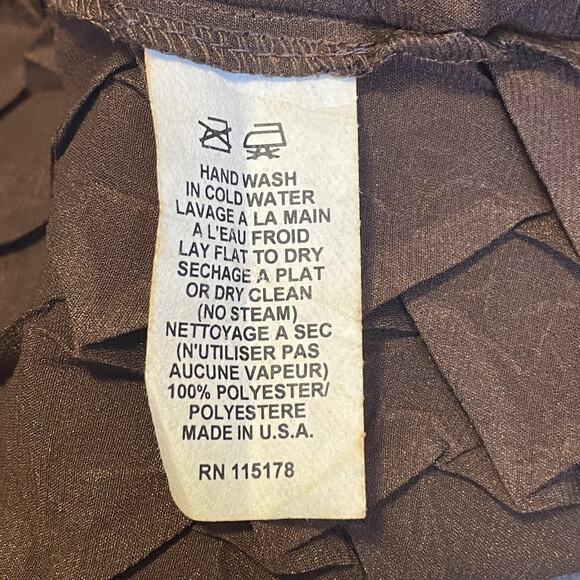 HAND WASH
IN COLD WATER
LAVAGE A LA MAIN
A L'EAU FROID
LAY FLAT TO DRY
SECHAGE A PLAT
OR DRY CLEAN
(NO STEAM)
NETTOYAGE A SEC
(N'UTILISER PAS
AUCUNE VAPEUR)
100% POLYESTER/
POLYESTERE
MADE IN U.S.A.
RN 115178